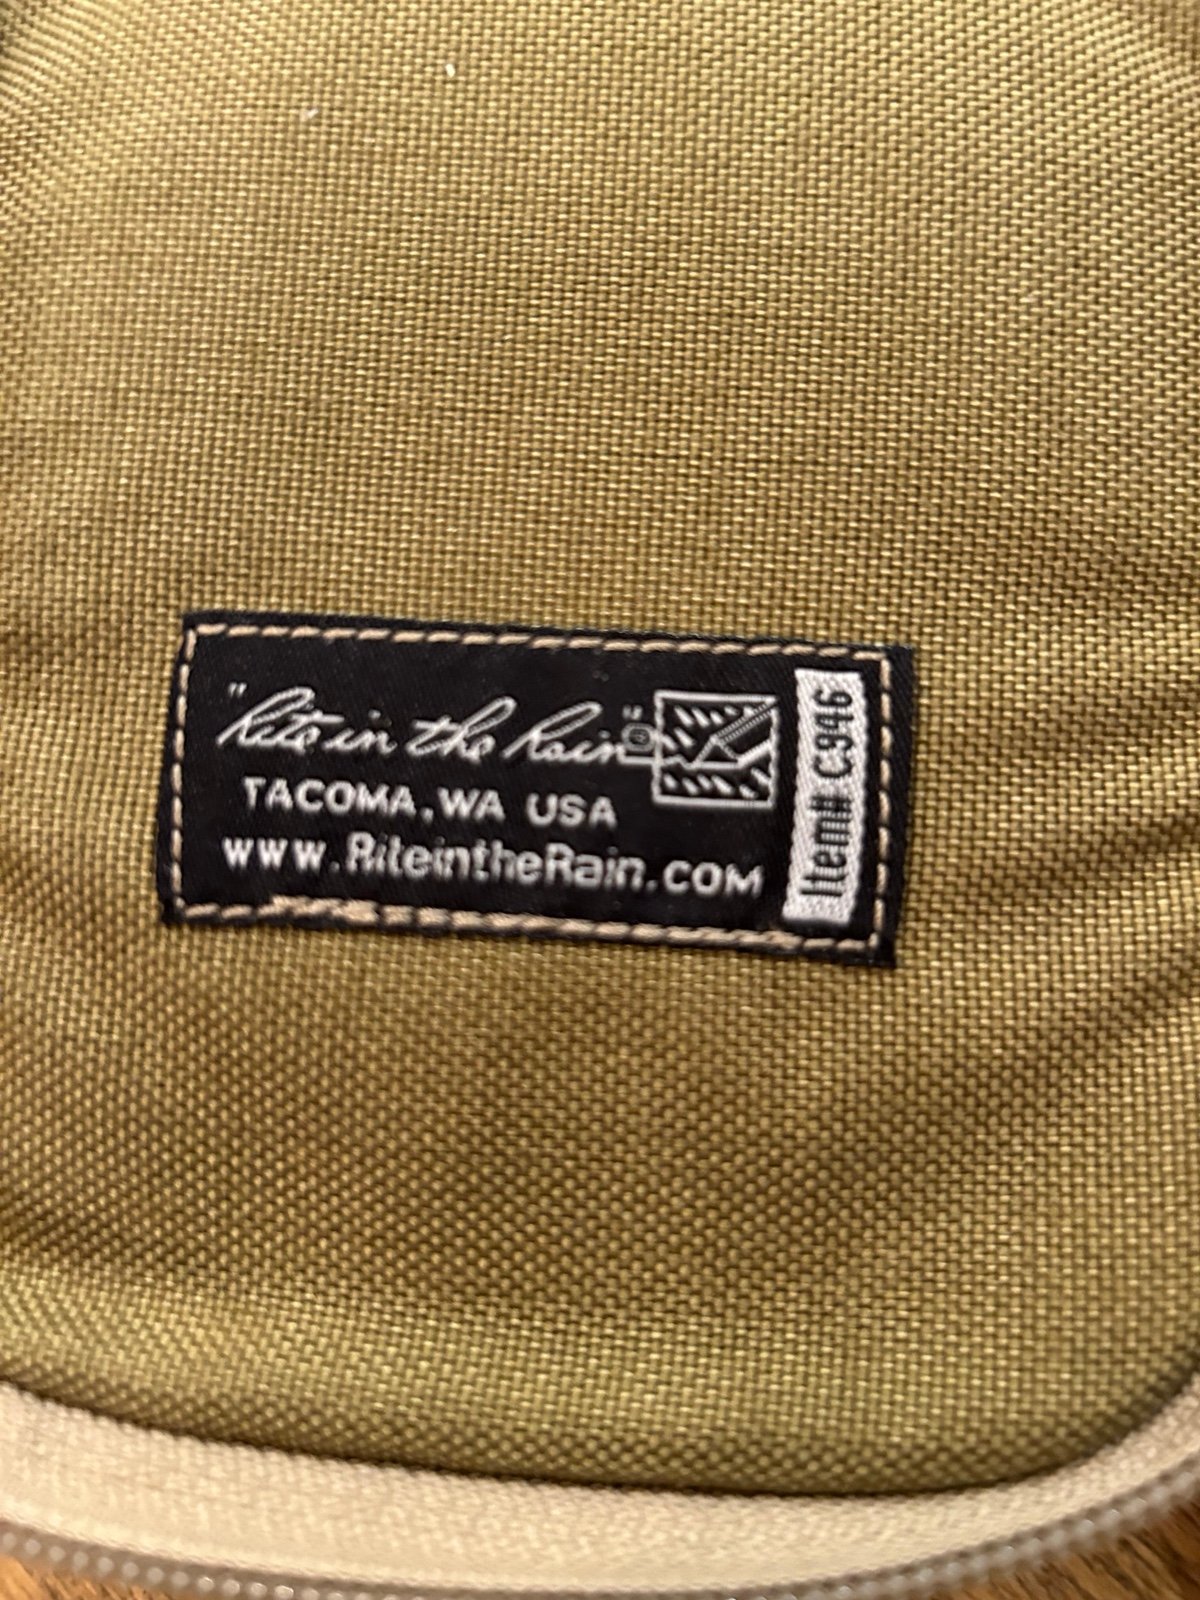 "Rite in the Rain"®
TACOMA, WA USA
www.RiteintheRain.COM
Item# C946